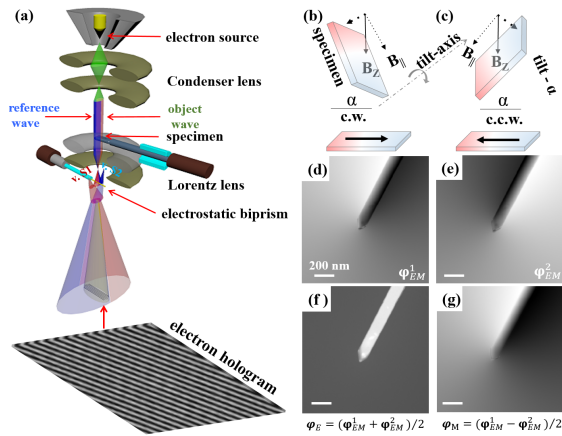 (a)
electron source
Condenser lens
reference
wave
object
wave
specimen
Lorentz lens
electrostatic biprism
electron hologram
(b)
specimen
B∥
BZ
α
c.w.
tilt-axis
(c)
B∥
BZ
tilt - α
α
c.c.w.
(d)
200 nm
φ¹EM
(e)
φ²EM
(f)
φE = (φ¹EM + φ²EM)/2
(g)
φM = (φ¹EM − φ²EM)/2